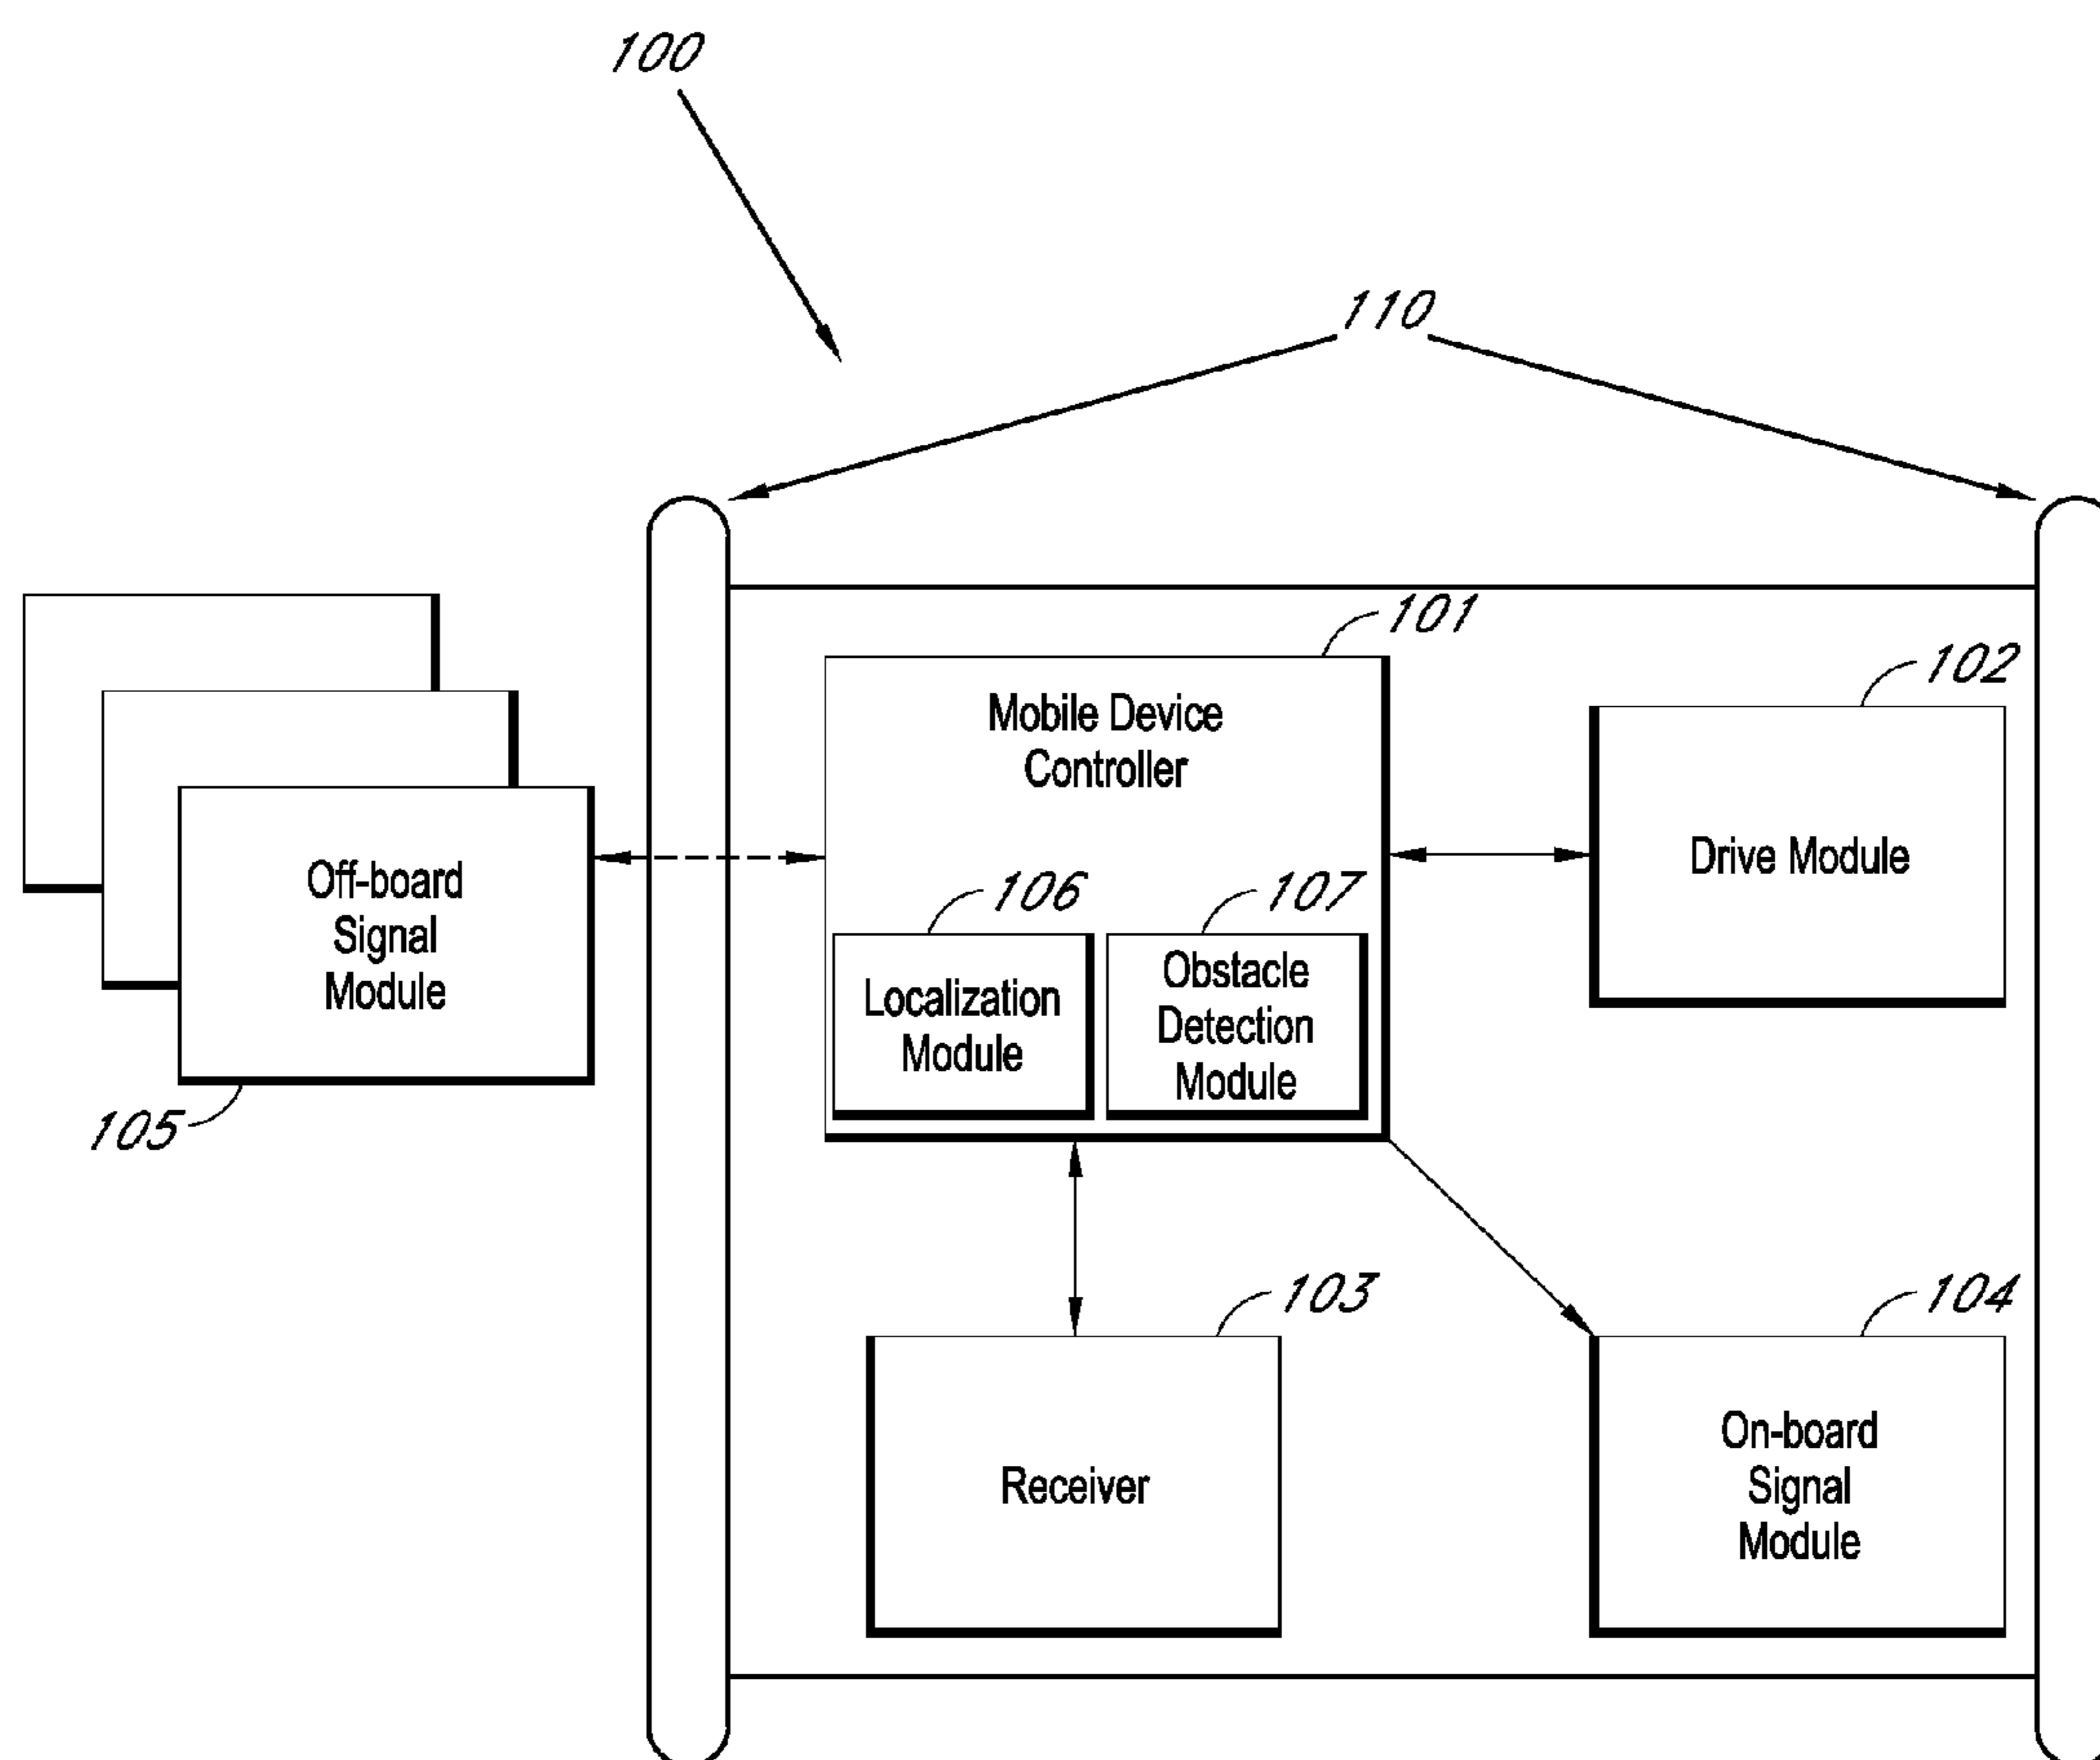 100
110
101
Mobile Device
Controller
102
Drive Module
Off-board
Signal
Module
105
106
Localization
Module
107
Obstacle
Detection
Module
103
Receiver
104
On-board
Signal
Module